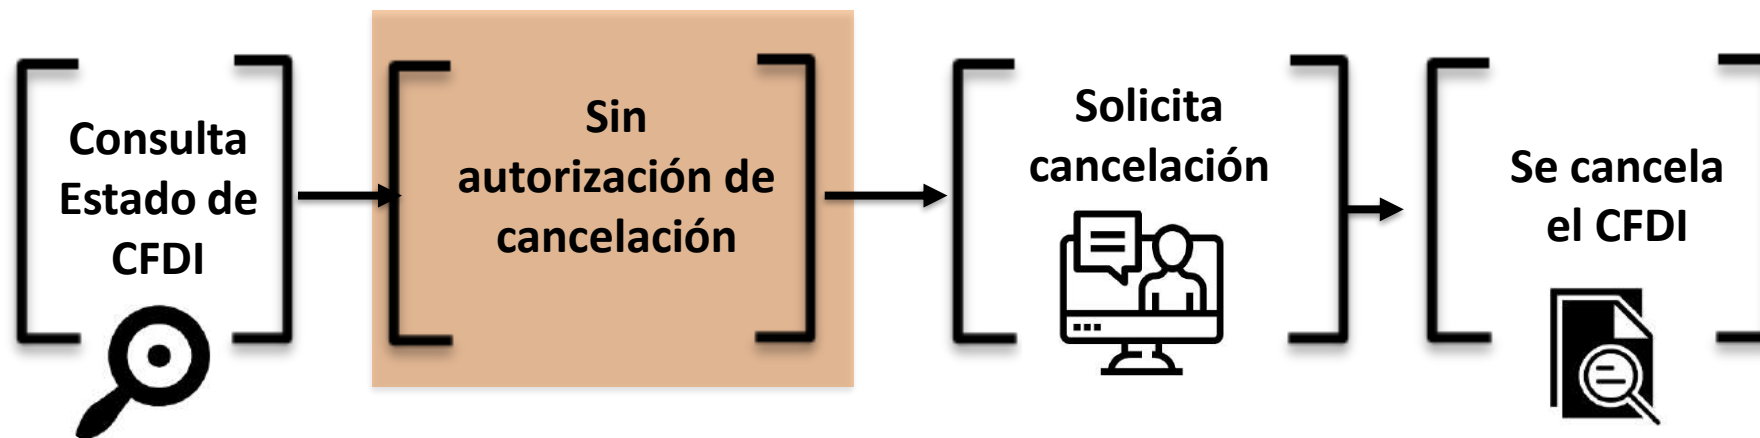 Consulta
Estado de
CFDI
Sin
autorización de
cancelación
Solicita
cancelación
Se cancela
el CFDI